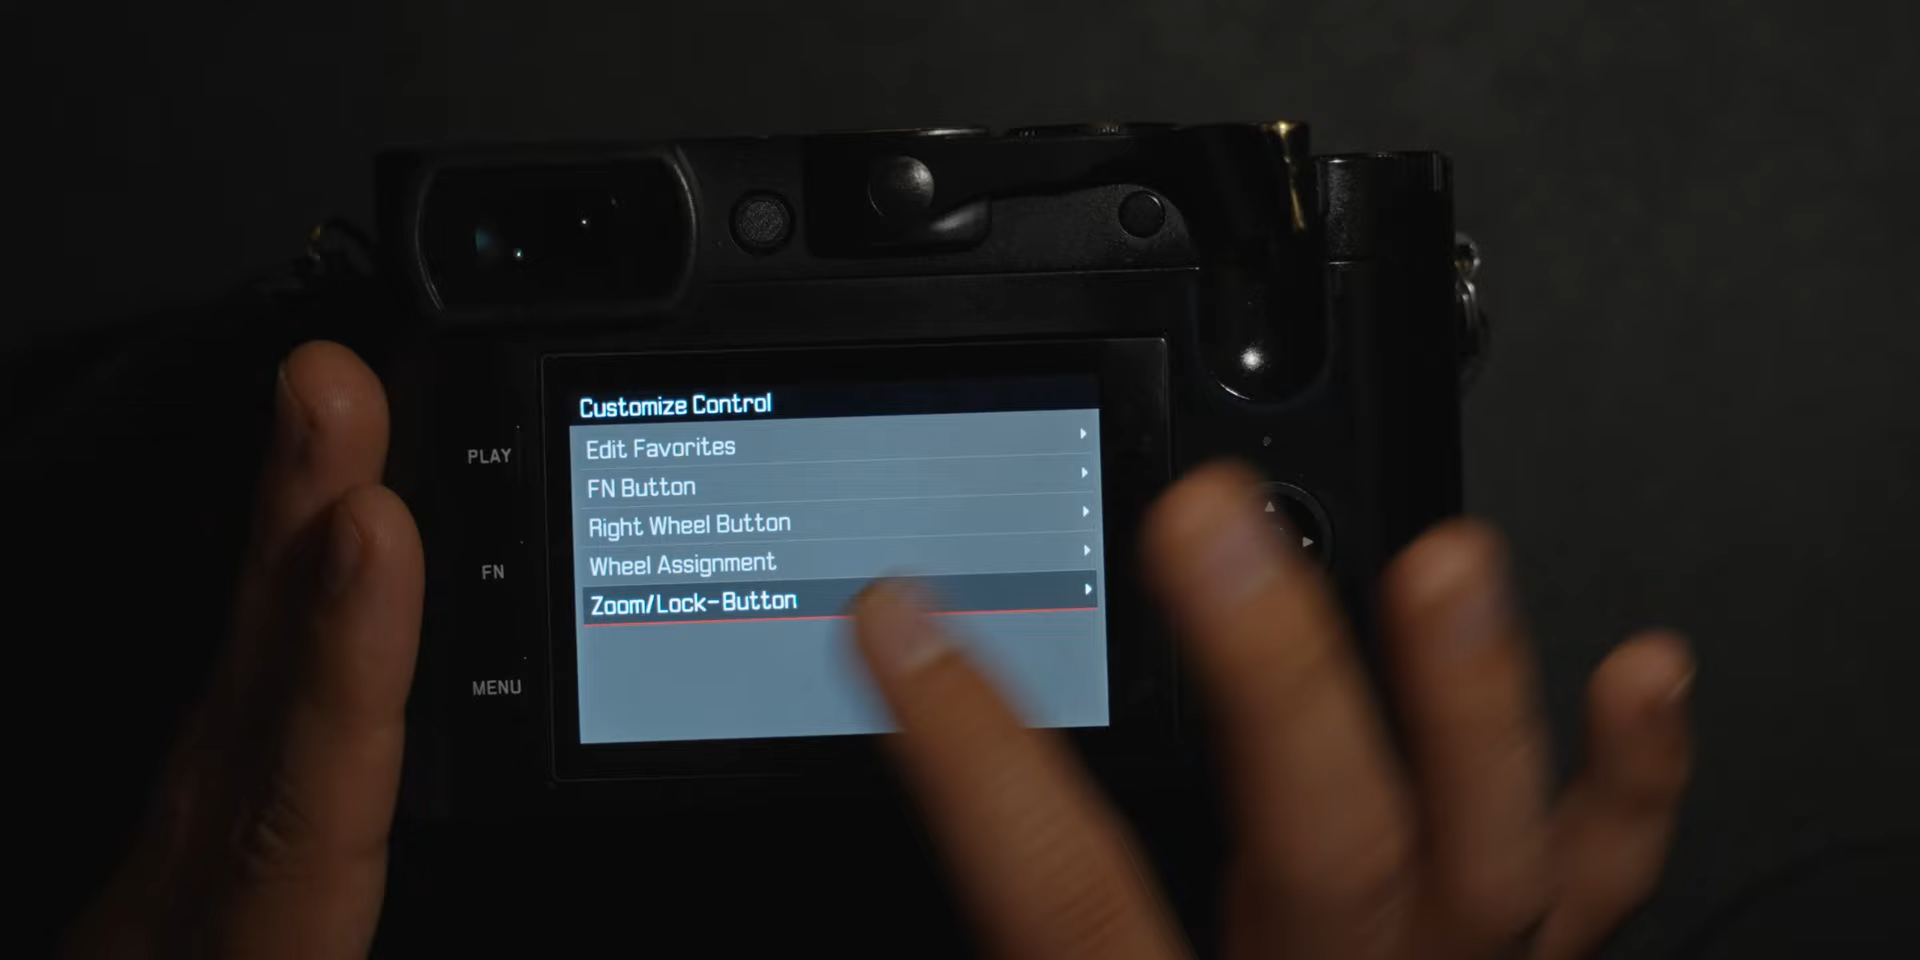 Customize Control
Edit Favorites
FN Button
Right Wheel Button
Wheel Assignment
Zoom/Lock-Button
PLAY
FN
MENU